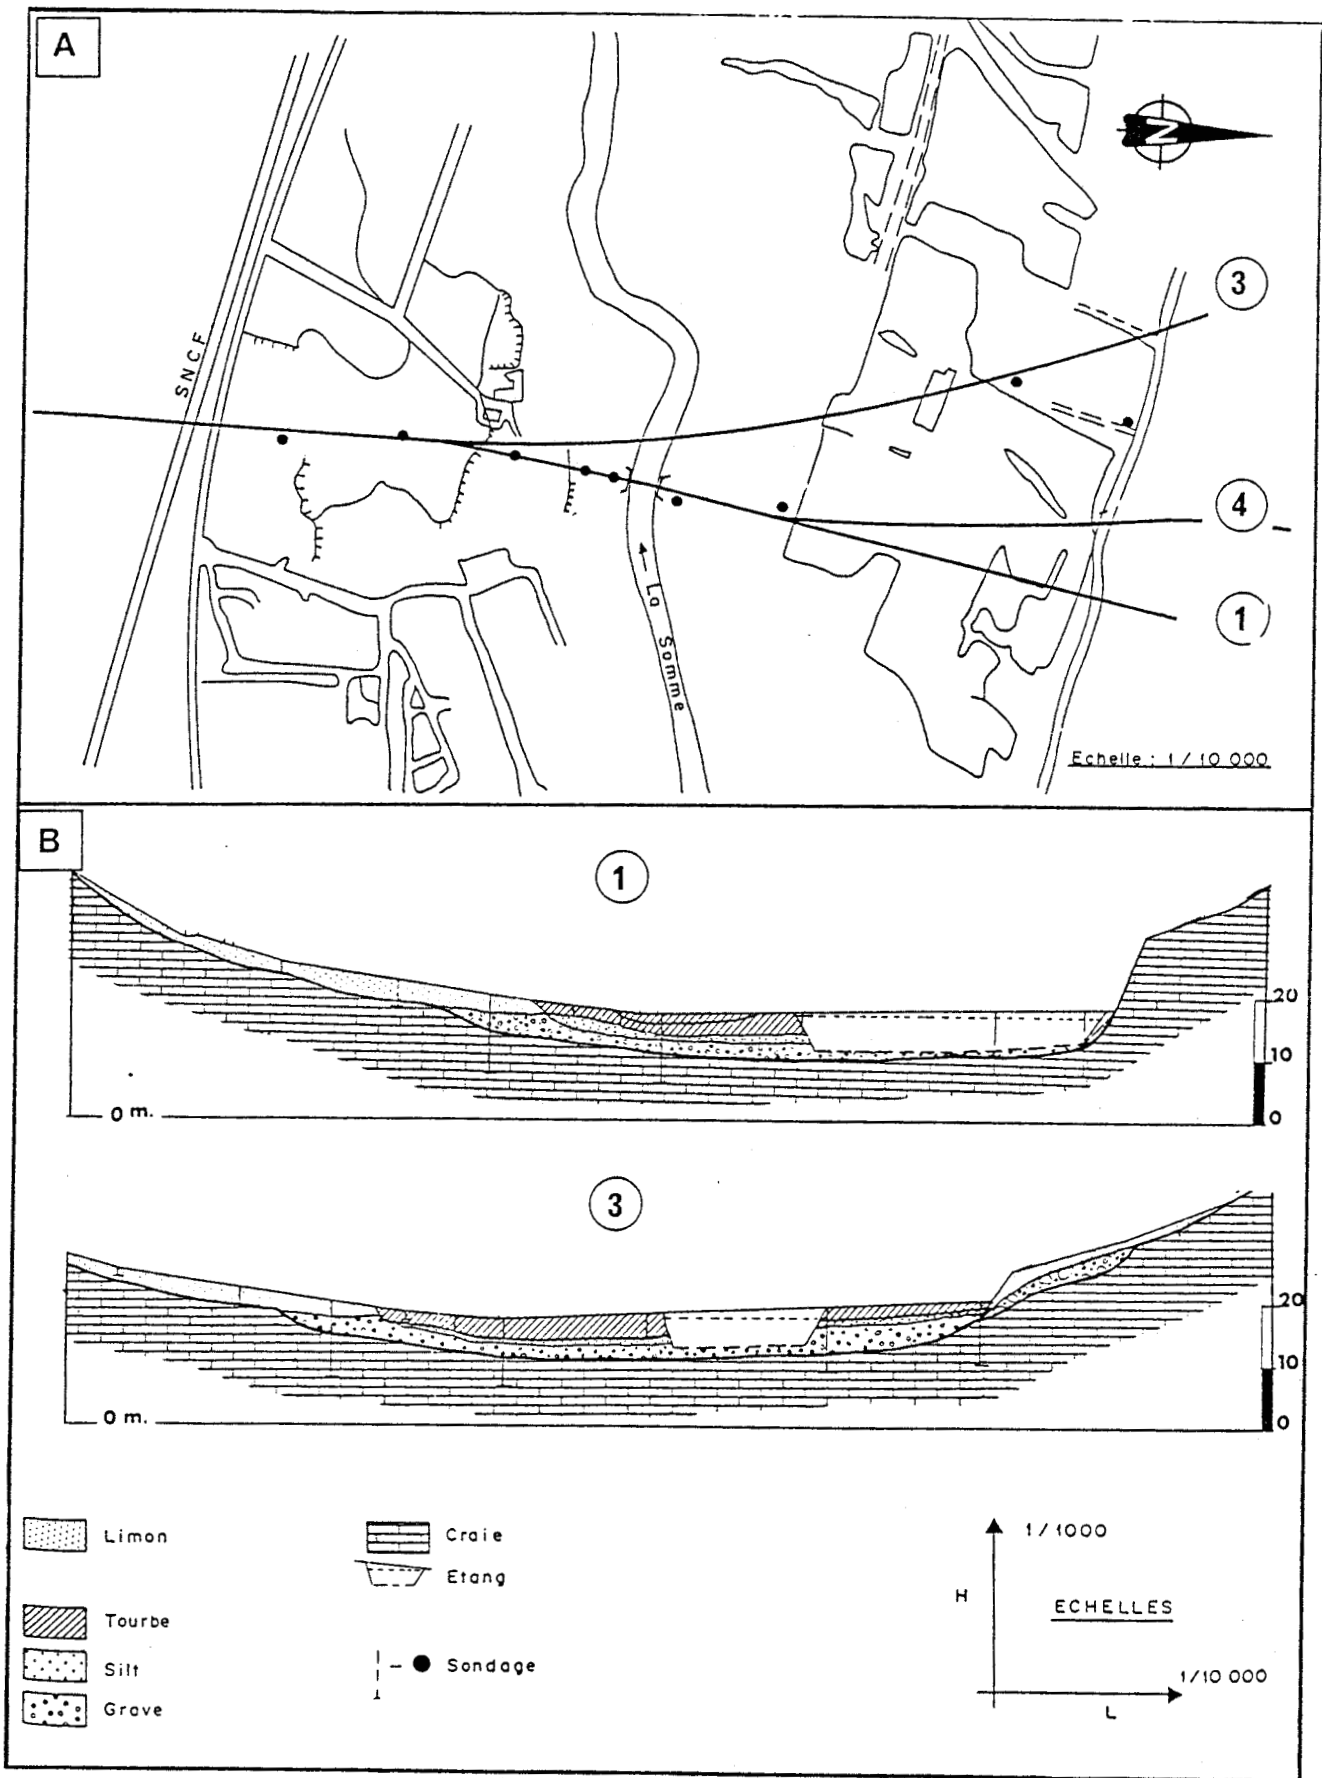 A
N
SNCF
3
4
1
La Somme
Echelle : 1/10 000
B
1
20
10
0 m.
0
3
20
10
0 m.
0
Limon
Craie
Etang
Tourbe
Silt
Grave
Sondage
1/1000
H
ECHELLES
1/10 000
L